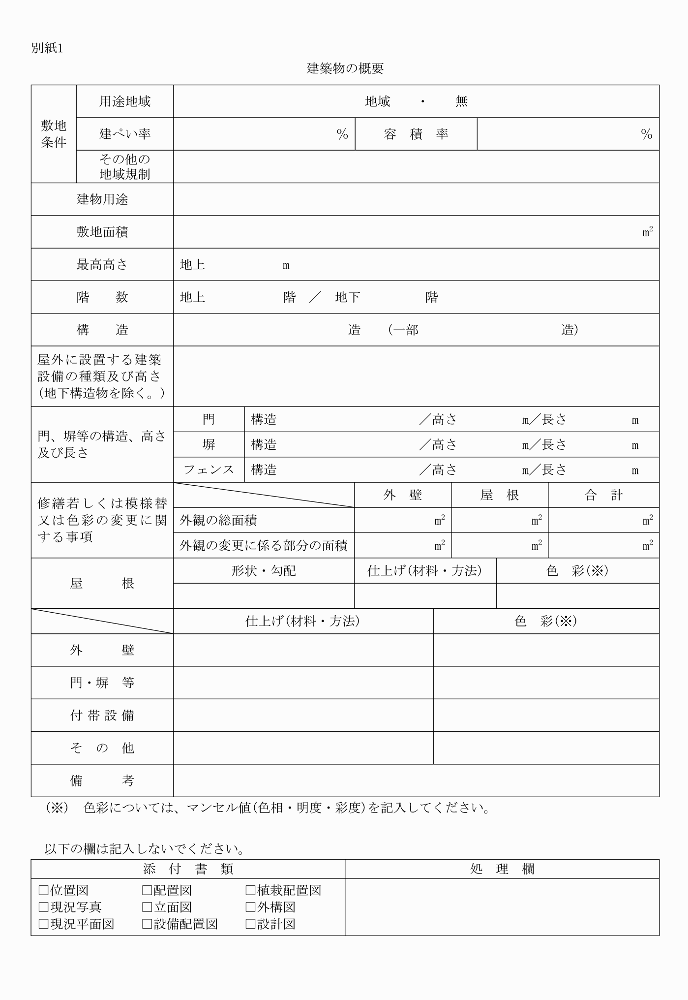 別紙1
建築物の概要
敷地
条件
用途地域
地域　　・　　無
建ぺい率
％
容　積　率
％
その他の
地域規制
建物用途
敷地面積
㎡
最高高さ
地上　　　　　　ｍ
階　　数
地上　　　　　　階　／　地下　　　　　階
構　　造
造　　（一部　　　　　　　　　　　造）
屋外に設置する建築
設備の種類及び高さ
（地下構造物を除く。）
門、塀等の構造、高さ
及び長さ
門
構造　　　　　　　　　　　／高さ　　　　　ｍ／長さ　　　　　ｍ
塀
構造　　　　　　　　　　　／高さ　　　　　ｍ／長さ　　　　　ｍ
フェンス
構造　　　　　　　　　　　／高さ　　　　　ｍ／長さ　　　　　ｍ
修繕若しくは模様替
又は色彩の変更に関
する事項
外　壁
屋　根
合　計
外観の総面積
㎡
㎡
㎡
外観の変更に係る部分の面積
㎡
㎡
㎡
屋　　　根
形状・勾配
仕上げ(材料・方法)
色　彩(※)
仕上げ(材料・方法)
色　彩(※)
外　　　壁
門・塀　等
付帯設備
そ　の　他
備　　　考
（※）　色彩については、マンセル値(色相・明度・彩度)を記入してください。
以下の欄は記入しないでください。
添　付　書　類
処　理　欄
□位置図　　　　□配置図　　　　□植栽配置図
□現況写真　　　□立面図　　　　□外構図
□現況平面図　　□設備配置図　　□設計図